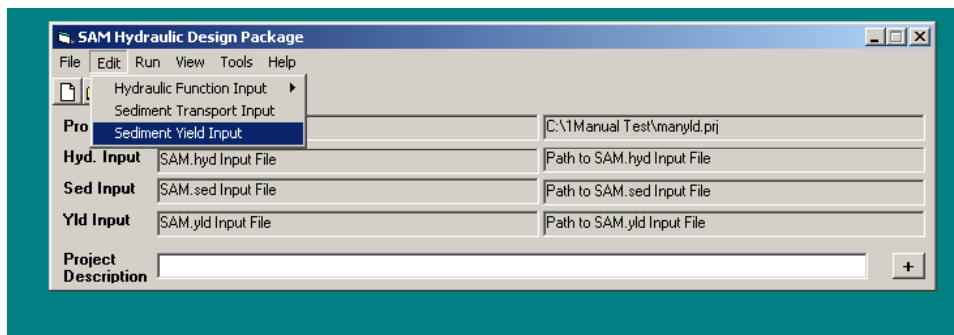 SAM Hydraulic Design Package
File Edit Run View Tools Help
Hydraulic Function Input
Sediment Transport Input
Sediment Yield Input
Pro C:\1Manual Test\manyld.prj
Hyd. Input SAM.hyd Input File Path to SAM.hyd Input File
Sed Input SAM.sed Input File Path to SAM.sed Input File
Yld Input SAM.yld Input File Path to SAM.yld Input File
Project
Description +